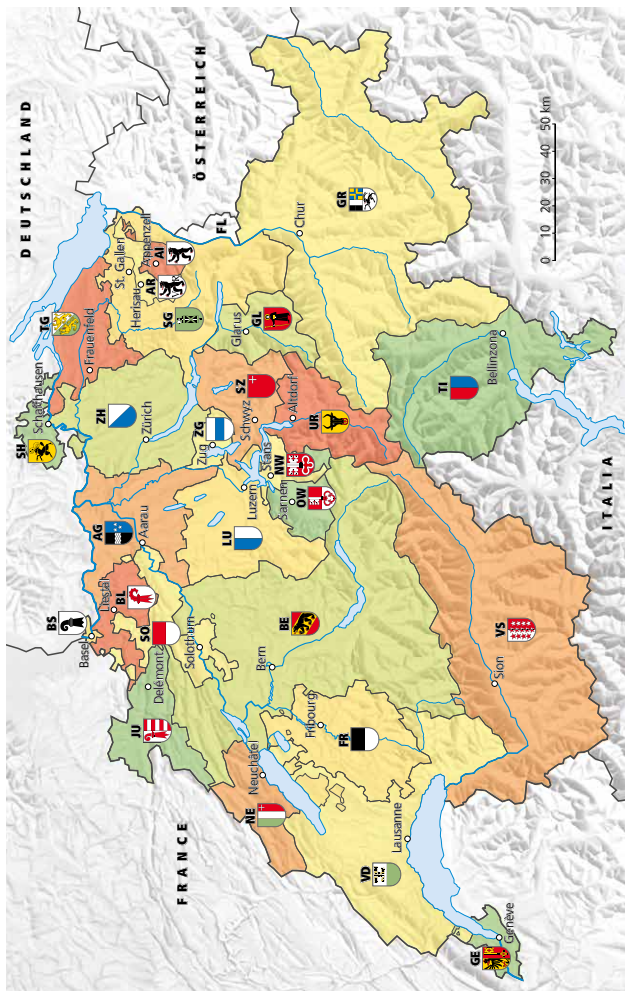 DEUTSCHLAND
ÖSTERREICH
FRANCE
ITALIA
FL
SH
Schaffhausen
TG
Frauenfeld
BS
Basel
BL
Liestal
AG
Aarau
ZH
Zürich
St. Gallen
AR
Herisau
AI
Appenzell
SG
JU
Delémont
SO
Solothurn
LU
Luzern
ZG
Zug
SZ
Schwyz
GL
Glarus
NW
Stans
OW
Sarnen
UR
Altdorf
NE
Neuchâtel
BE
Bern
FR
Fribourg
GR
Chur
VD
Lausanne
GE
Genève
VS
Sion
TI
Bellinzona
0 10 20 30 40 50 km